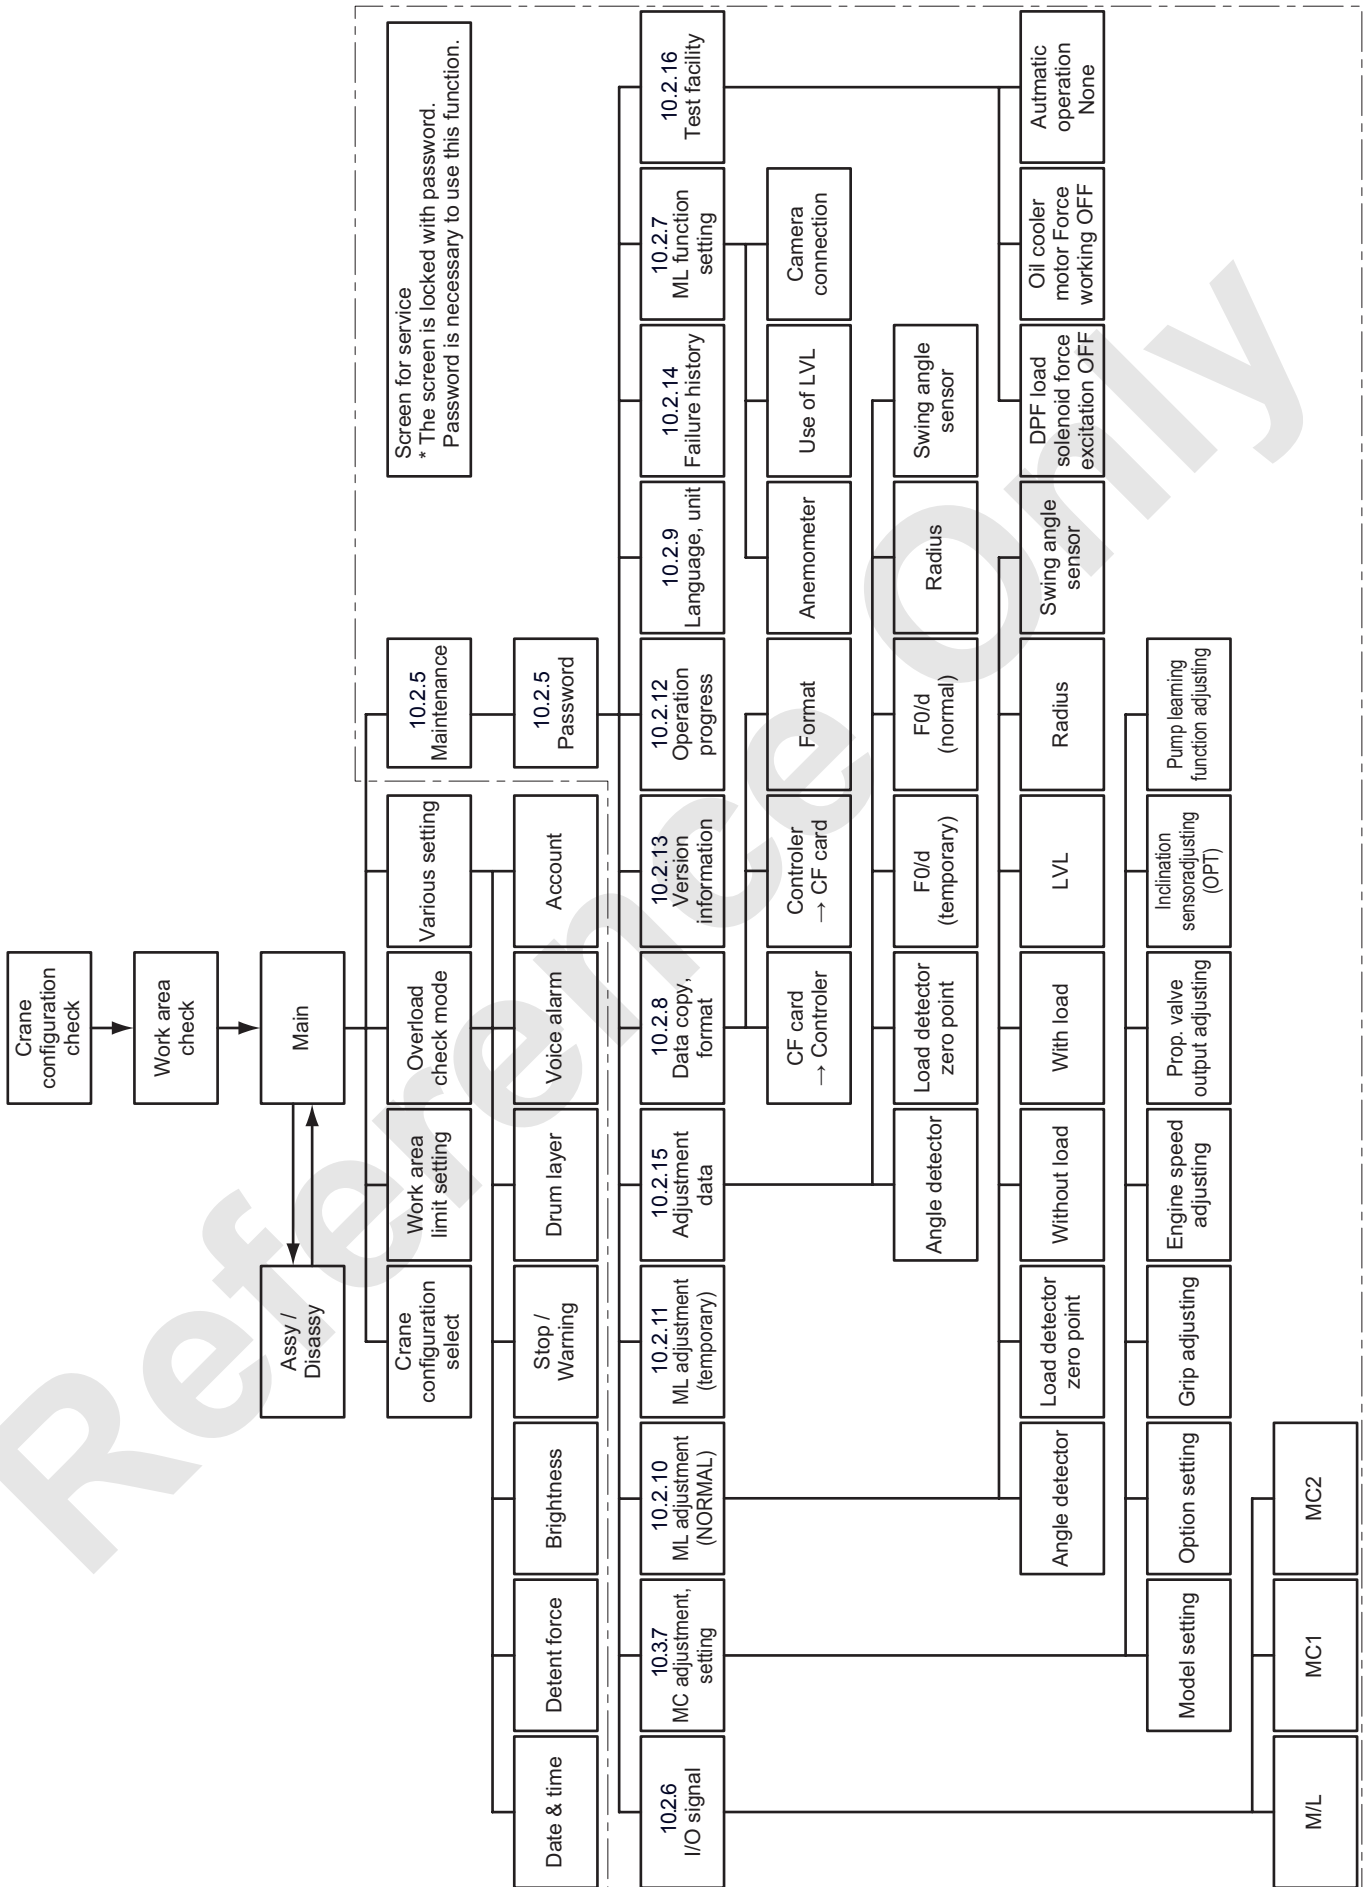 Crane
configuration
check
Work area
check
Main
Assy /
Disassy
Screen for service
* The screen is locked with password.
Password is necessary to use this function.
Crane
configuration
select
Work area
limit setting
Overload
check mode
Various setting
10.2.5
Maintenance
Date & time
Detent force
Brightness
Stop /
Warning
Drum layer
Voice alarm
Account
10.2.5
Password
10.2.6
I/O signal
10.3.7
MC adjustment,
setting
10.2.10
ML adjustment
(NORMAL)
10.2.11
ML adjustment
(temporary)
10.2.15
Adjustment
data
10.2.8
Data copy,
format
10.2.13
Version
information
10.2.12
Operation
progress
10.2.9
Language, unit
10.2.14
Failure history
10.2.7
ML function
setting
10.2.16
Test facility
CF card
→ Controler
Controler
→ CF card
Format
Anemometer
Use of LVL
Camera
connection
Angle detector
Load detector
zero point
F0/d
(temporary)
F0/d
(normal)
Radius
Swing angle
sensor
Angle detector
Load detector
zero point
Without load
With load
LVL
Radius
Swing angle
sensor
DPF load
solenoid force
excitation OFF
Oil cooler
motor Force
working OFF
Autmatic
operation
None
Model setting
Option setting
Grip adjusting
Engine speed
adjusting
Prop. valve
output adjusting
Inclination
sensoradjusting
(OPT)
Pump learning
function adjusting
M/L
MC1
MC2
Reference Only